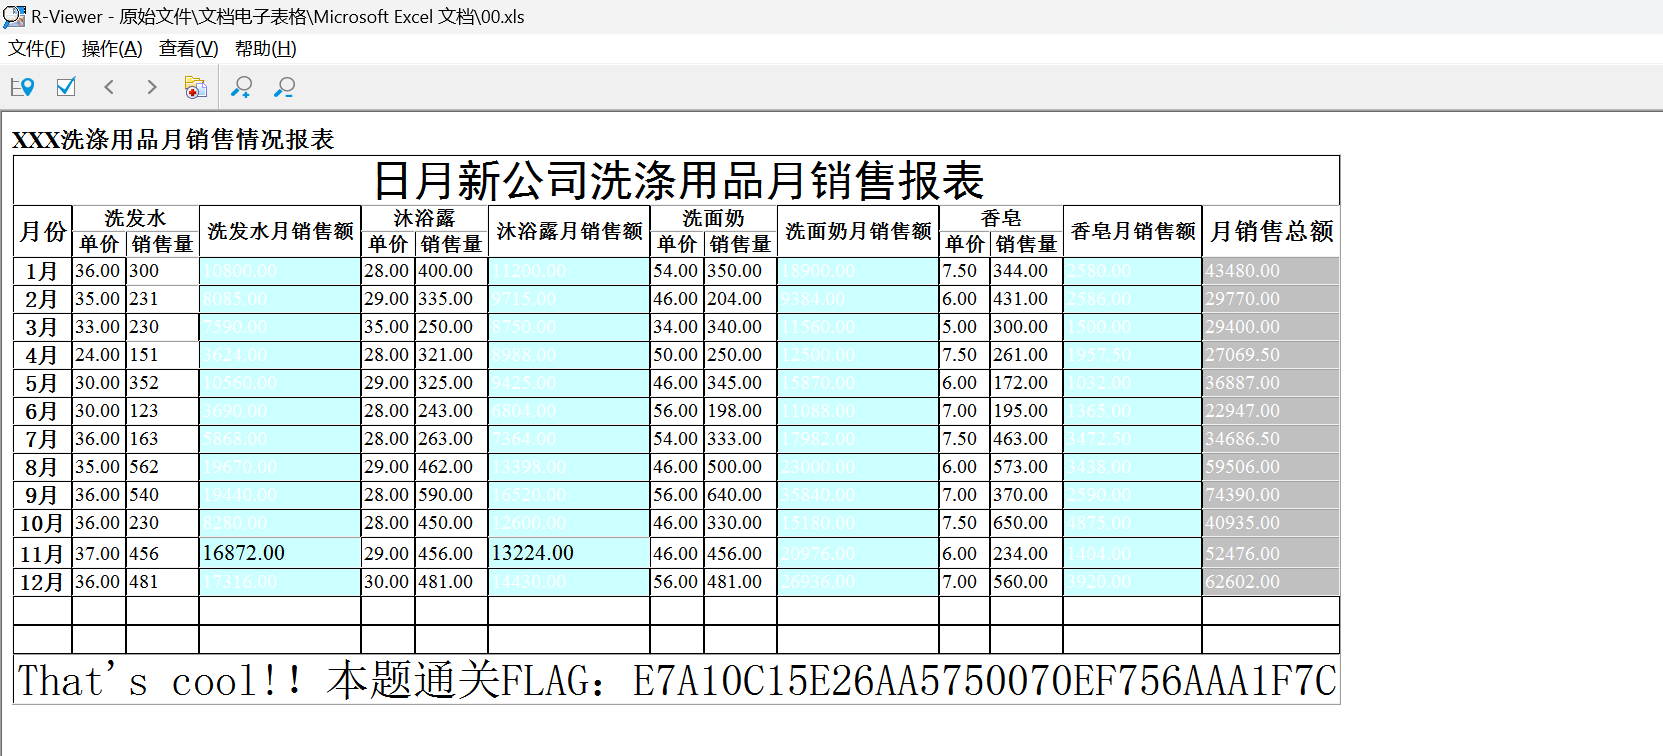 R-Viewer - 原始文件\文档电子表格\Microsoft Excel 文档\00.xls
文件(F) 操作(A) 查看(V) 帮助(H)
XXX洗涤用品月销售情况报表
日月新公司洗涤用品月销售报表
月份 洗发水 洗发水月销售额 沐浴露 沐浴露月销售额 洗面奶 洗面奶月销售额 香皂 香皂月销售额 月销售总额
单价 销售量 单价 销售量 单价 销售量 单价 销售量
1月 36.00 300 10800.00 28.00 400.00 11200.00 54.00 350.00 18900.00 7.50 344.00 2580.00 43480.00
2月 35.00 231 8085.00 29.00 335.00 9715.00 46.00 204.00 9384.00 6.00 431.00 2586.00 29770.00
3月 33.00 230 7590.00 35.00 250.00 8750.00 34.00 340.00 11560.00 5.00 300.00 1500.00 29400.00
4月 24.00 151 3624.00 28.00 321.00 8988.00 50.00 250.00 12500.00 7.50 261.00 1957.50 27069.50
5月 30.00 352 10560.00 29.00 325.00 9425.00 46.00 345.00 15870.00 6.00 172.00 1032.00 36887.00
6月 30.00 123 3690.00 28.00 243.00 6804.00 56.00 198.00 11088.00 7.00 195.00 1365.00 22947.00
7月 36.00 163 5868.00 28.00 263.00 7364.00 54.00 333.00 17982.00 7.50 463.00 3472.50 34686.50
8月 35.00 562 19670.00 29.00 462.00 13398.00 46.00 500.00 23000.00 6.00 573.00 3438.00 59506.00
9月 36.00 540 19440.00 28.00 590.00 16520.00 56.00 640.00 35840.00 7.00 370.00 2590.00 74390.00
10月 36.00 230 8280.00 28.00 450.00 12600.00 46.00 330.00 15180.00 7.50 650.00 4875.00 40935.00
11月 37.00 456 16872.00 29.00 456.00 13224.00 46.00 456.00 20976.00 6.00 234.00 1404.00 52476.00
12月 36.00 481 17316.00 30.00 481.00 14430.00 56.00 481.00 26936.00 7.00 560.00 3920.00 62602.00
That's cool!! 本题通关FLAG：E7A10C15E26AA5750070EF756AAA1F7C